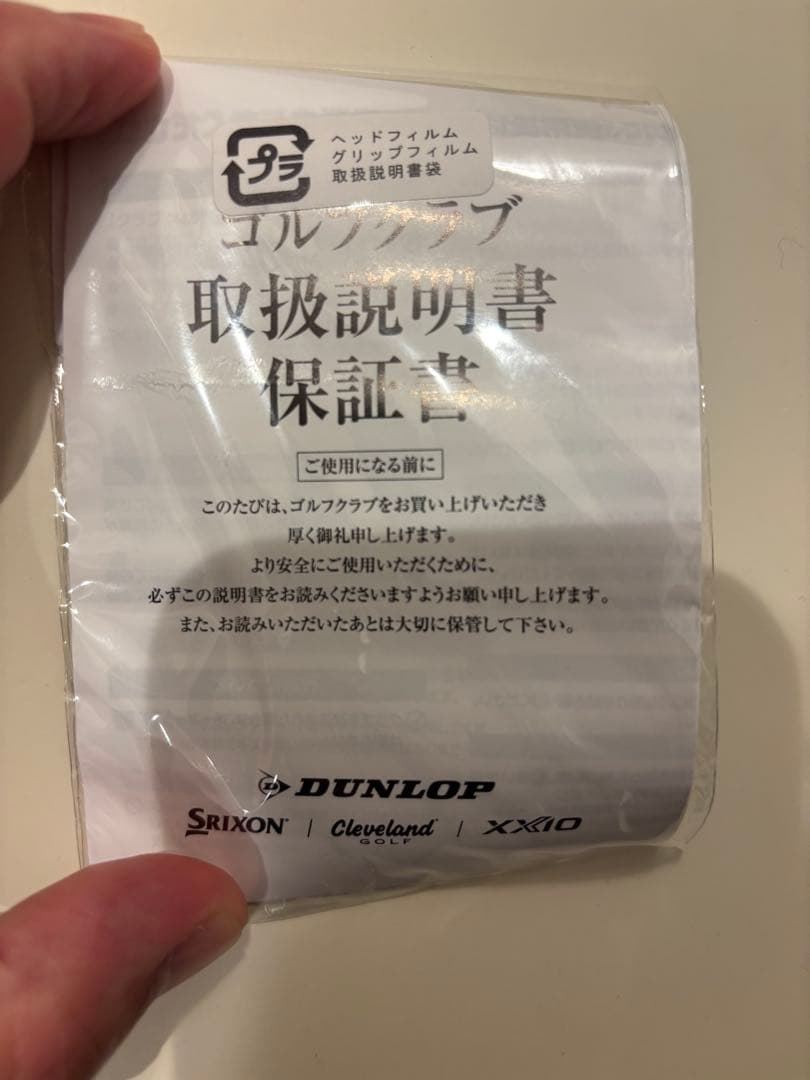 プラ
ヘッドフィルム
グリップフィルム
取扱説明書袋
ゴルフクラブ
取扱説明書
保証書
ご使用になる前に
このたびは、ゴルフクラブをお買い上げいただき
厚く御礼申し上げます。
より安全にご使用いただくために、
必ずこの説明書をお読みくださいますようお願い申し上げます。
また、お読みいただいたあとは大切に保管して下さい。
DUNLOP
SRIXON | Cleveland GOLF | XXIO